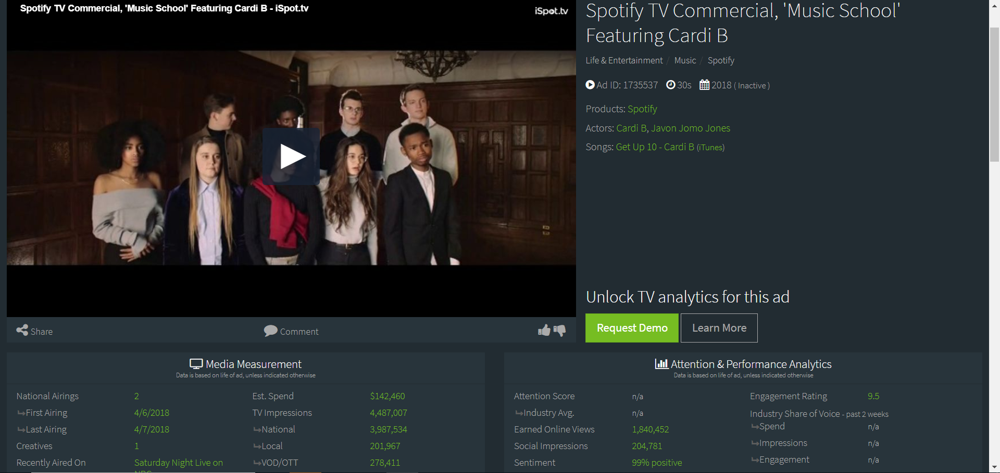 Spotify TV Commercial, 'Music School' Featuring Cardi B - iSpot.tv
iSpot.tv
Share
Comment
Spotify TV Commercial, 'Music School'
Featuring Cardi B
Life & Entertainment / Music / Spotify
Ad ID: 1735537 30s 2018 ( Inactive )
Products: Spotify
Actors: Cardi B, Javon Jomo Jones
Songs: Get Up 10 - Cardi B (iTunes)
Unlock TV analytics for this ad
Request Demo
Learn More
Media Measurement
Data is based on life of ad, unless indicated otherwise
National Airings 2
First Airing 4/6/2018
Last Airing 4/7/2018
Creatives 1
Recently Aired On Saturday Night Live on
Est. Spend $142,460
TV Impressions 4,487,007
National 3,987,534
Local 201,967
VOD/OTT 278,411
Attention & Performance Analytics
Data is based on life of ad, unless indicated otherwise
Attention Score n/a
Industry Avg. n/a
Earned Online Views 1,840,452
Social Impressions 204,781
Sentiment 99% positive
Engagement Rating 9.5
Industry Share of Voice - past 2 weeks
Spend n/a
Impressions n/a
Engagement n/a